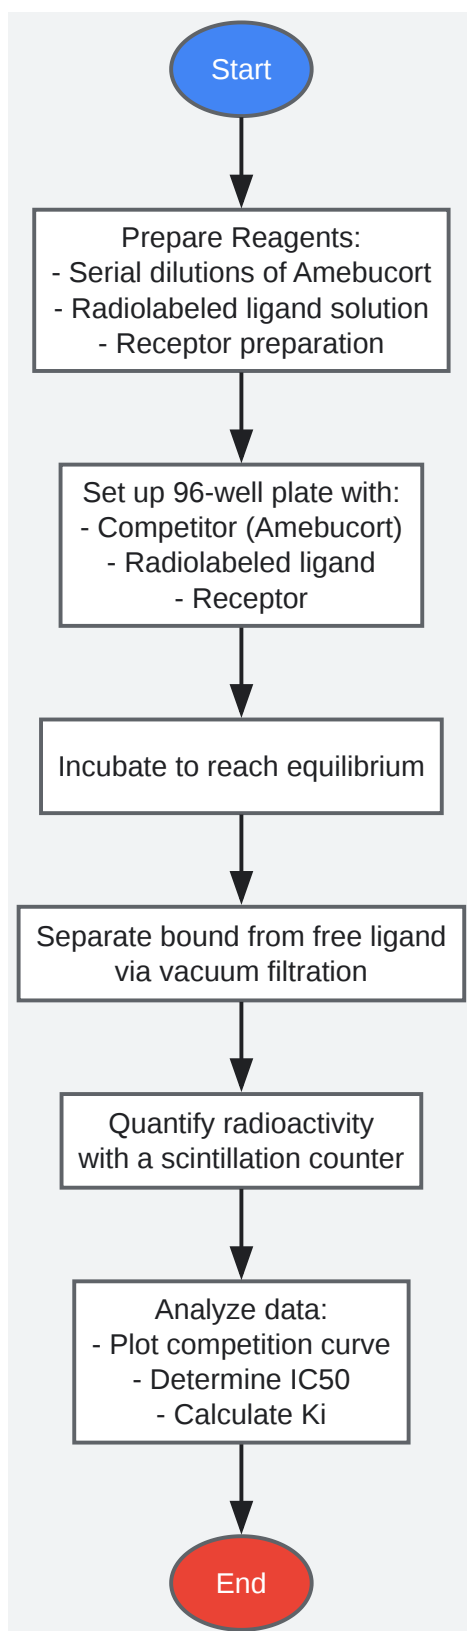 Start
Prepare Reagents:
- Serial dilutions of Amebucort
- Radiolabeled ligand solution
- Receptor preparation
Set up 96-well plate with:
- Competitor (Amebucort)
- Radiolabeled ligand
- Receptor
Incubate to reach equilibrium
Separate bound from free ligand
via vacuum filtration
Quantify radioactivity
with a scintillation counter
Analyze data:
- Plot competition curve
- Determine IC50
- Calculate Ki
End